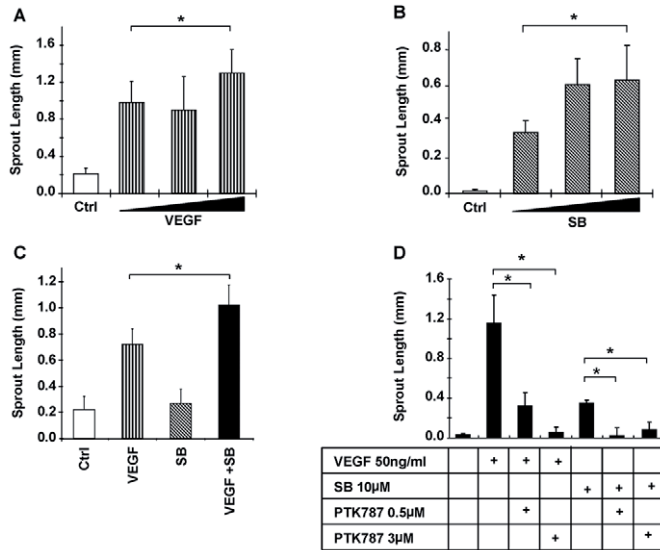 A
*
Sprout Length (mm)
1.6
1.2
0.8
0.4
0.0
Ctrl
VEGF
B
*
Sprout Length (mm)
0.8
0.6
0.4
0.2
0.0
Ctrl
SB
C
*
Sprout Length (mm)
1.2
1.0
0.8
0.6
0.4
0.2
0.0
Ctrl
VEGF
SB
VEGF +SB
D
*
*
*
*
Sprout Length (mm)
1.6
1.2
0.8
0.4
0.0
VEGF 50ng/ml + + +
SB 10μM + + +
PTK787 0.5μM + +
PTK787 3μM + +